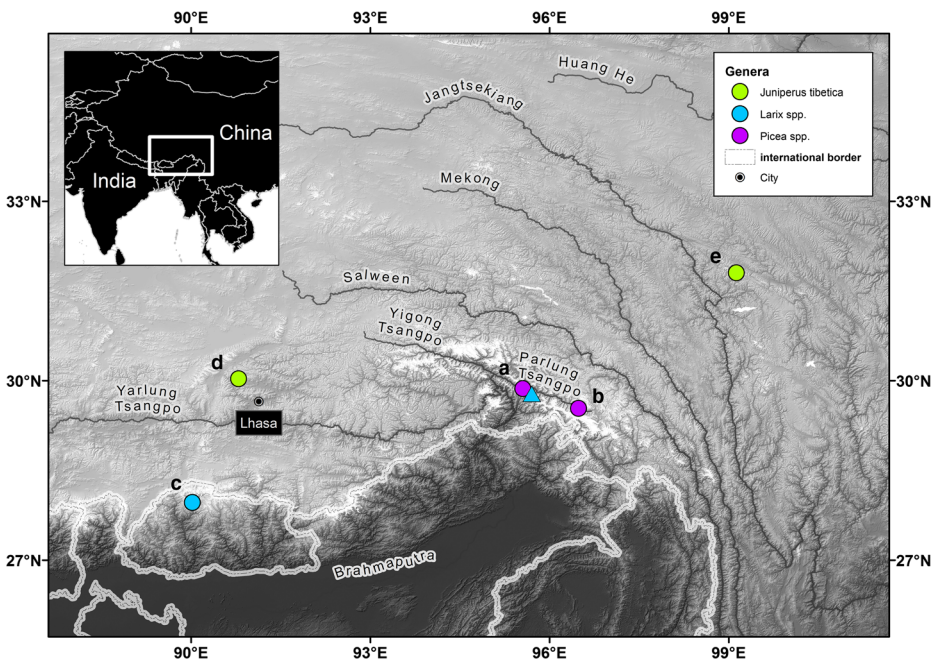 90°E
93°E
96°E
99°E
Huang He
Jangtsekiang
Genera
Juniperus tibetica
Larix spp.
Picea spp.
international border
City
China
India
Mekong
33°N
33°N
e
Salween
Yigong
Tsangpo
Parlung
Tsangpo
a
b
d
30°N
30°N
Yarlung
Tsangpo
Lhasa
c
27°N
27°N
Brahmaputra
90°E
93°E
96°E
99°E